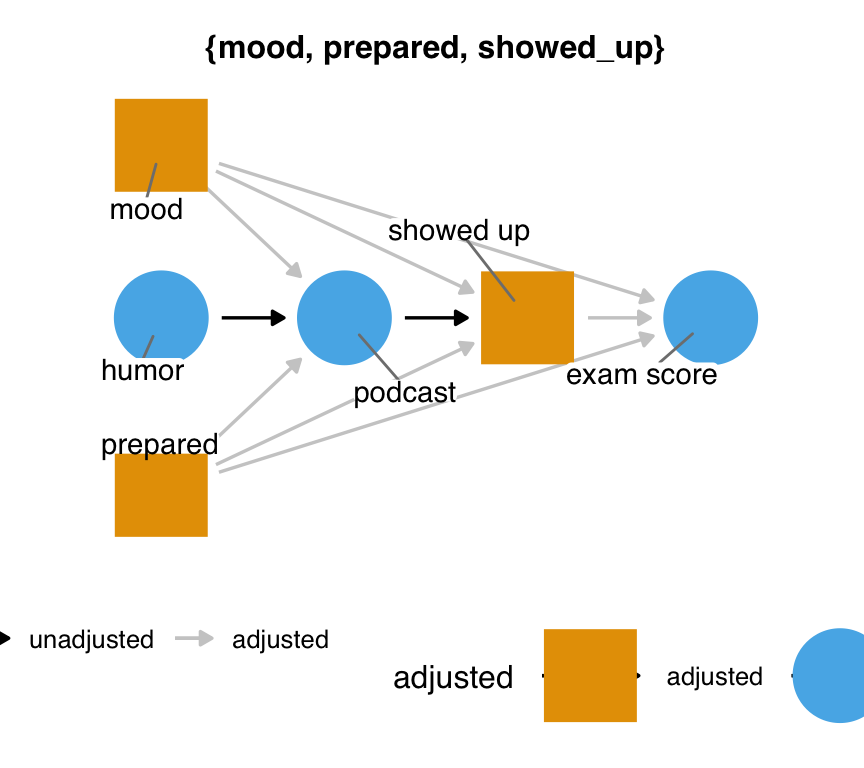 {mood, prepared, showed_up}
mood
showed up
humor
exam score
podcast
prepared
unadjusted
adjusted
adjusted
adjusted